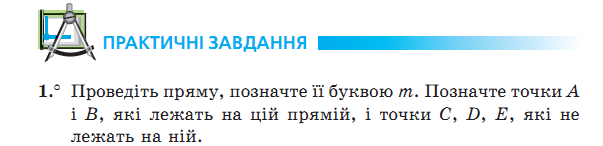 ПРАКТИЧНІ ЗАВДАННЯ
1.° Проведіть пряму, позначте її буквою m. Позначте точки A
і B, які лежать на цій прямій, і точки C, D, E, які не
лежать на ній.